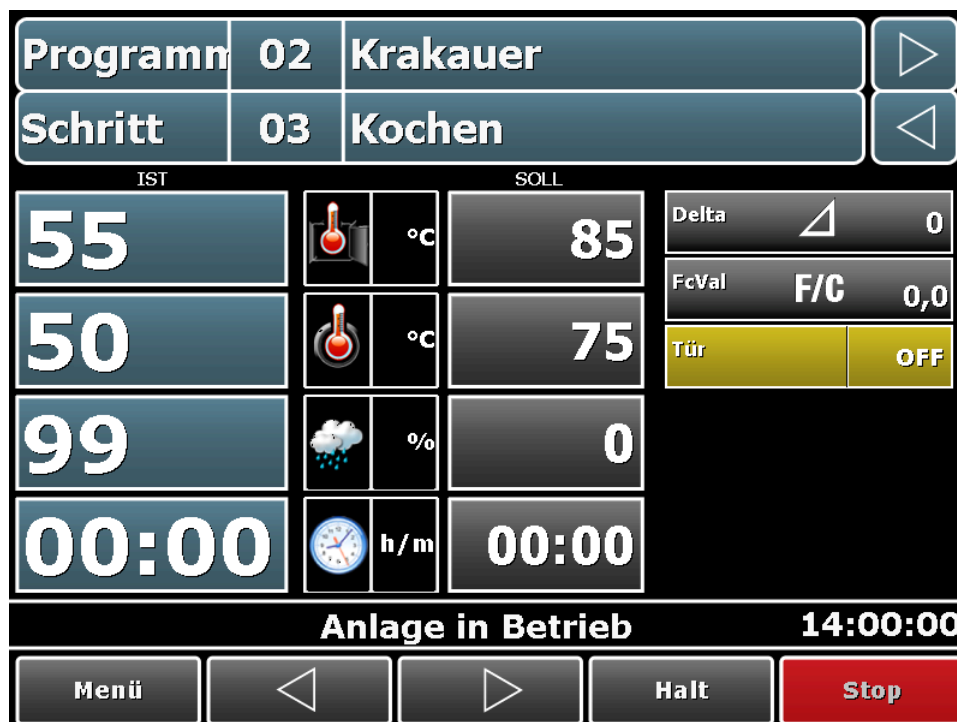 Programm 02 Krakauer
Schritt 03 Kochen
IST SOLL
55 °C 85 Delta 0
FcVal F/C 0,0
50 °C 75 Tür OFF
99 % 0
00:00 h/m 00:00
Anlage in Betrieb 14:00:00
Menü Halt Stop